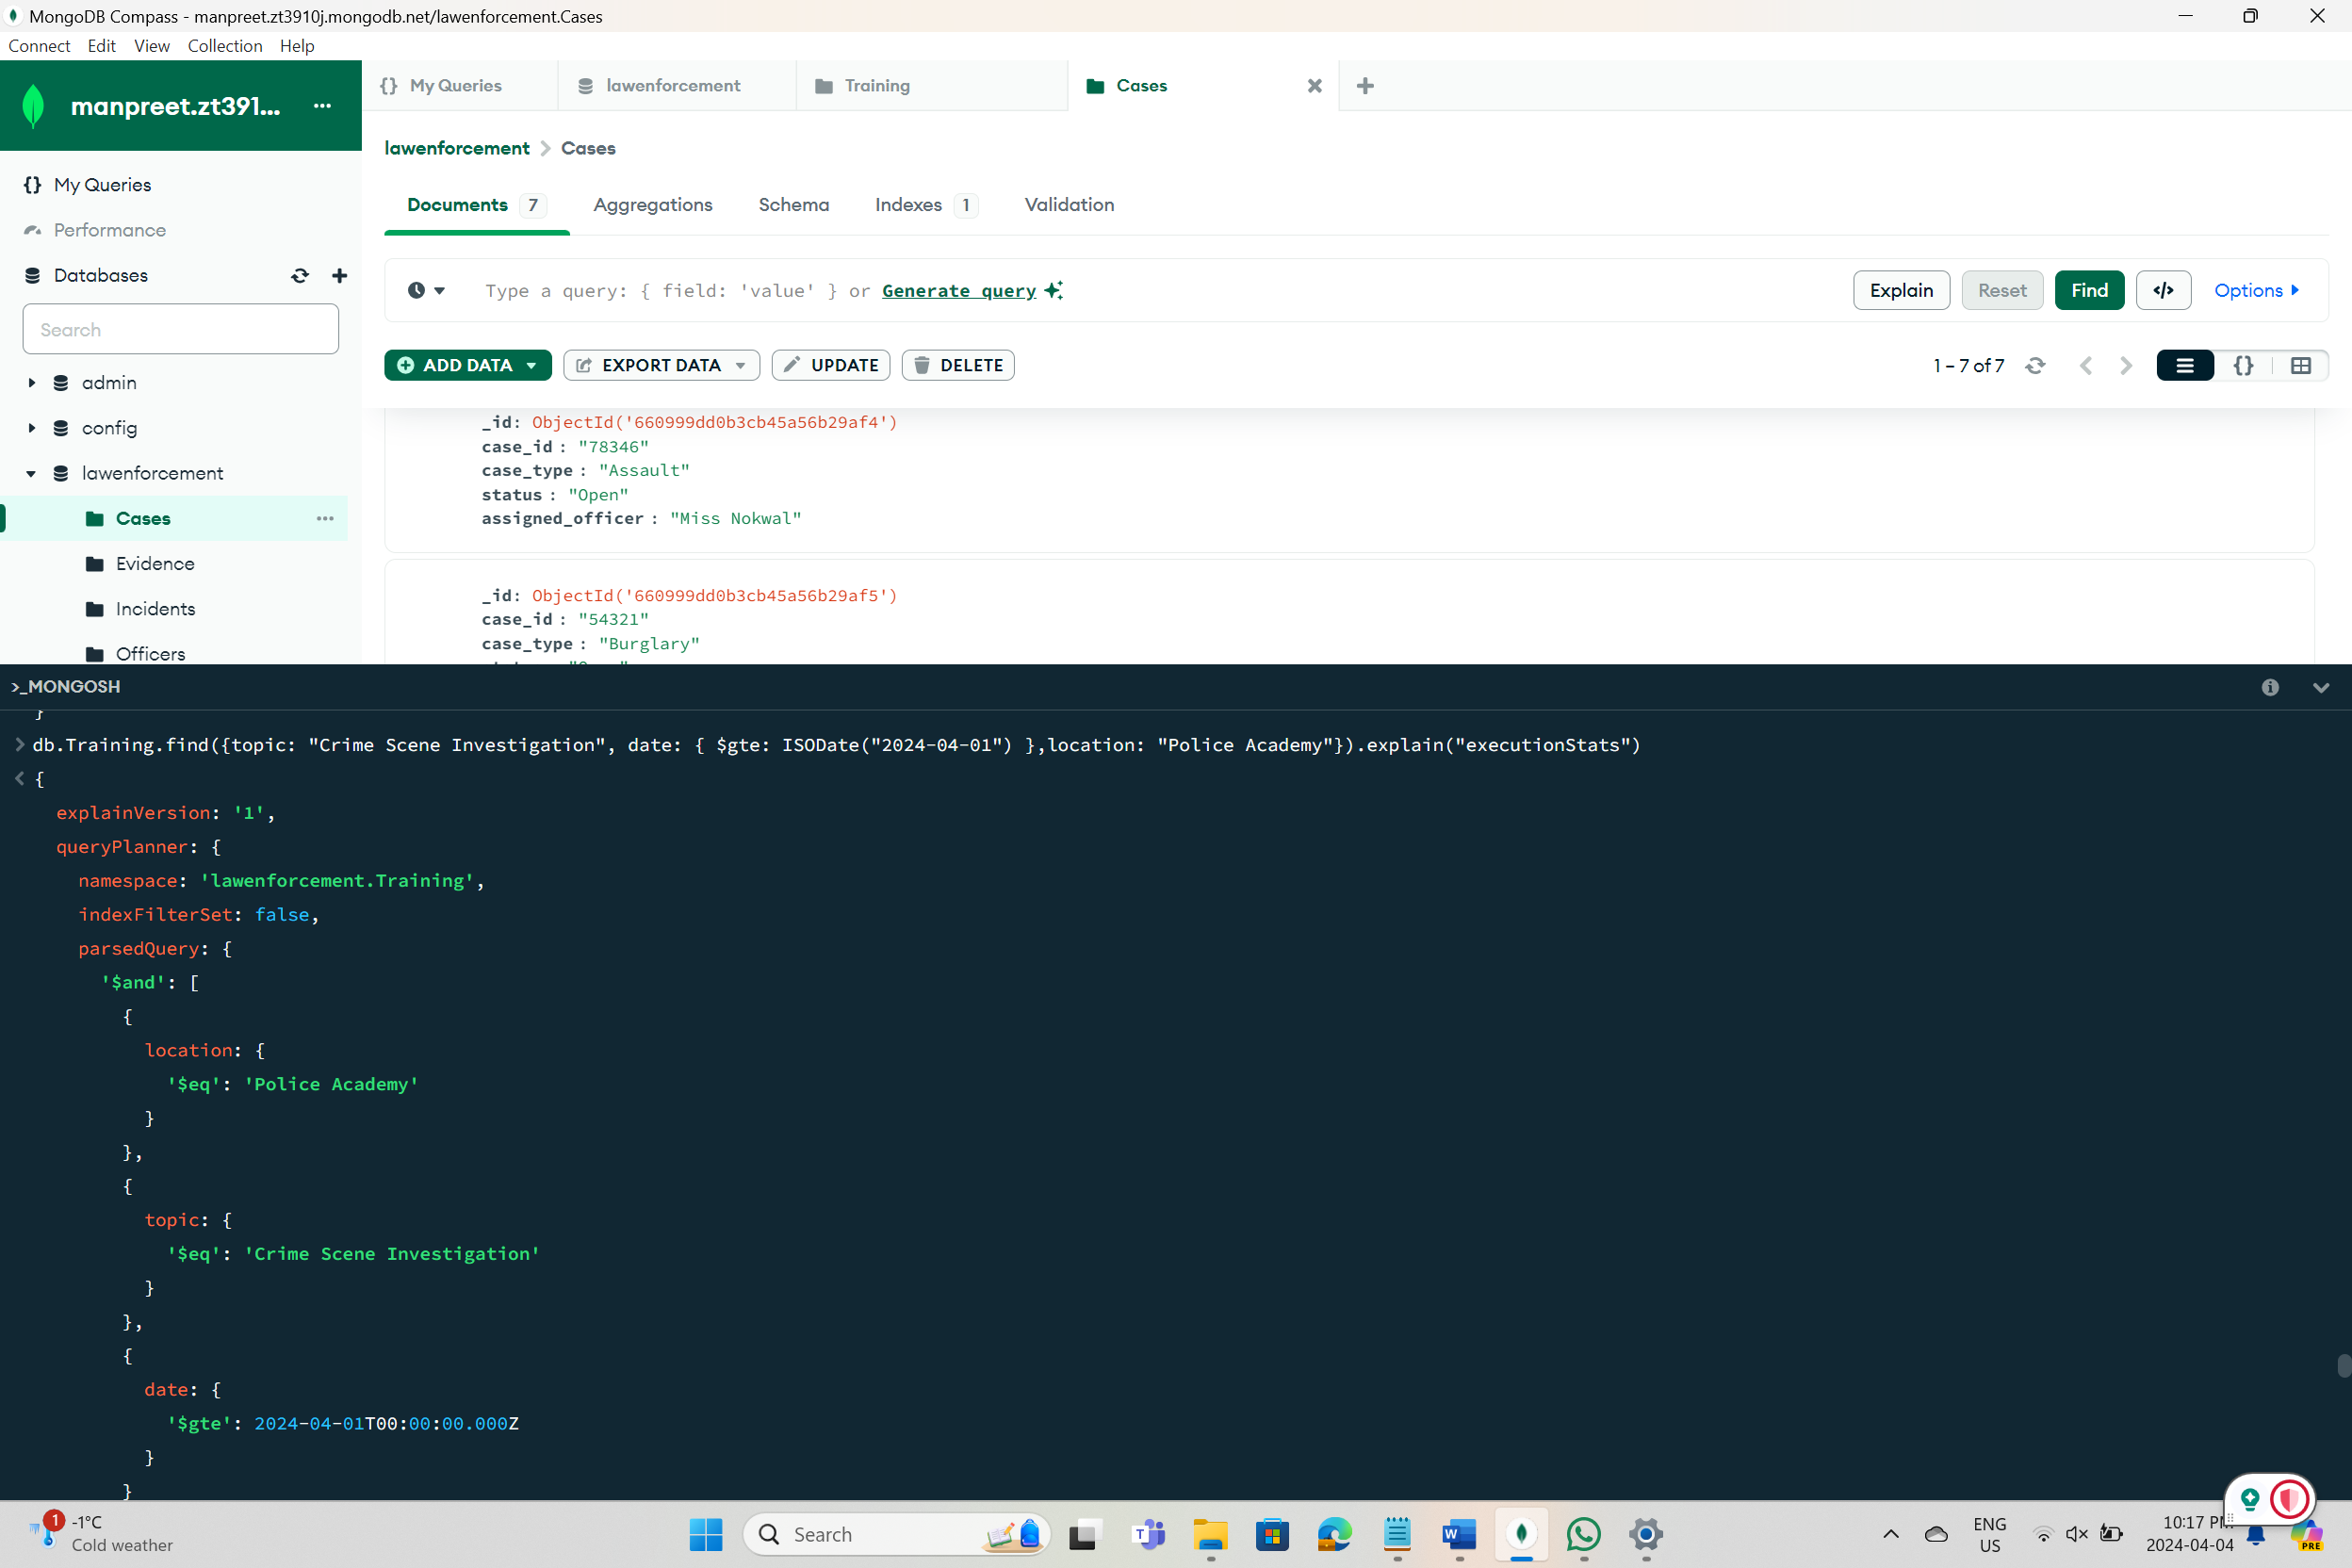 MongoDB Compass - manpreet.zt3910j.mongodb.net/lawenforcement.Cases
Connect Edit View Collection Help
manpreet.zt391... ...
{} My Queries
lawenforcement
Training
Cases
lawenforcement > Cases
My Queries
Performance
Databases
Search
admin
config
lawenforcement
Cases
Evidence
Incidents
Officers
Documents 7 Aggregations Schema Indexes 1 Validation
Type a query: { field: 'value' } or Generate query
Explain Reset Find </> Options
ADD DATA EXPORT DATA UPDATE DELETE
1 – 7 of 7
_id: ObjectId('660999dd0b3cb45a56b29af4')
case_id : "78346"
case_type : "Assault"
status : "Open"
assigned_officer : "Miss Nokwal"
_id: ObjectId('660999dd0b3cb45a56b29af5')
case_id : "54321"
case_type : "Burglary"
>_MONGOSH
}
> db.Training.find({topic: "Crime Scene Investigation", date: { $gte: ISODate("2024-04-01") },location: "Police Academy"}).explain("executionStats")
< {
explainVersion: '1',
queryPlanner: {
namespace: 'lawenforcement.Training',
indexFilterSet: false,
parsedQuery: {
'$and': [
{
location: {
'$eq': 'Police Academy'
}
},
{
topic: {
'$eq': 'Crime Scene Investigation'
}
},
{
date: {
'$gte': 2024-04-01T00:00:00.000Z
}
}
1
-1°C
Cold weather
Search
ENG
US
10:17 PM
2024-04-04
PRE